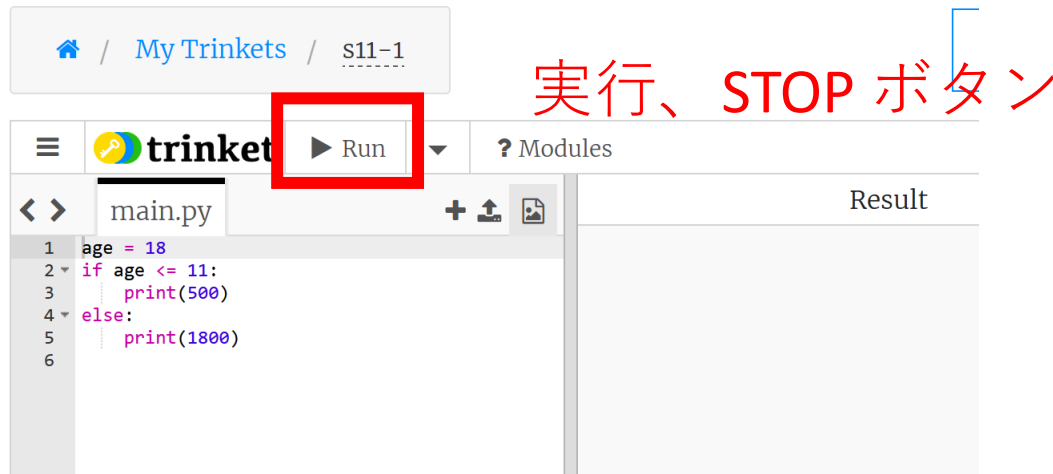 / My Trinkets / s11-1
実行、STOP ボタン
trinket Run ? Modules
main.py
Result
1 age = 18
2 if age <= 11:
3 print(500)
4 else:
5 print(1800)
6